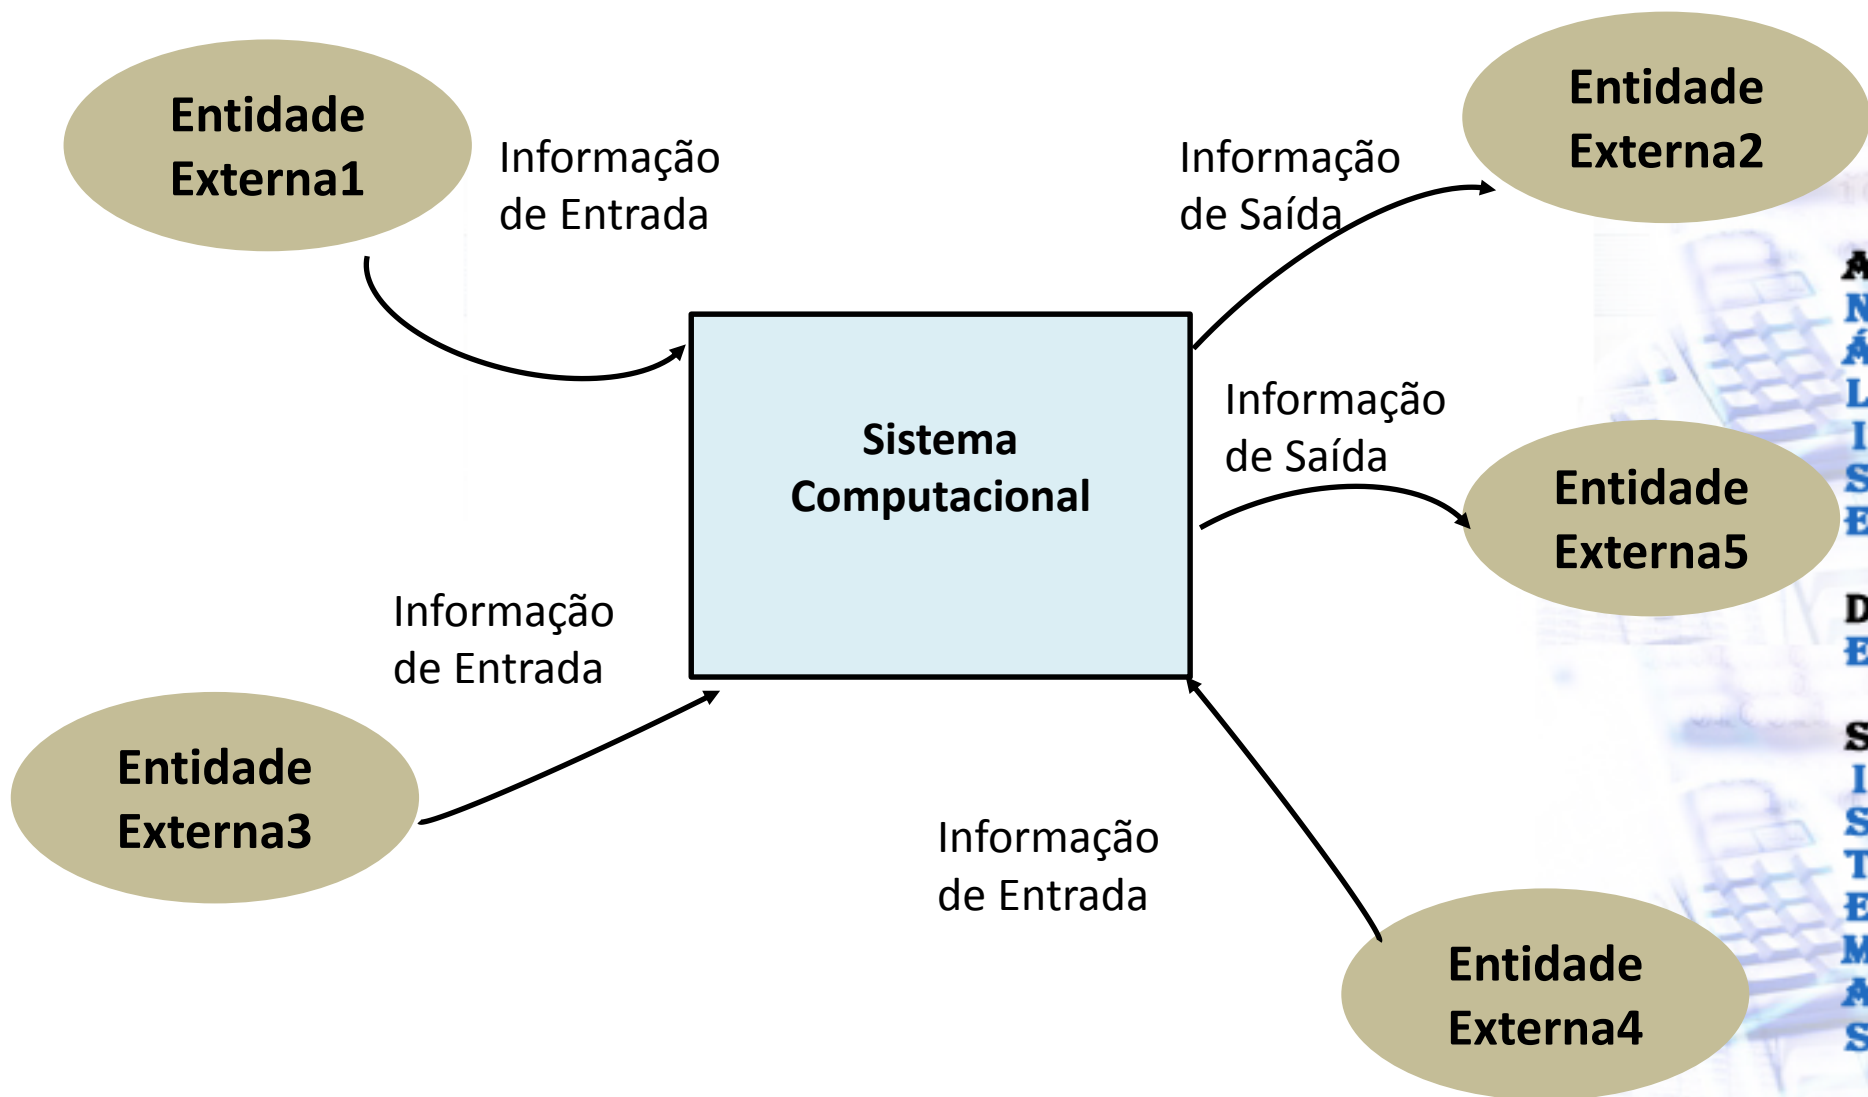 Entidade
Externa1
Informação
de Entrada
Informação
de Saída
Entidade
Externa2
Sistema
Computacional
Informação
de Saída
Entidade
Externa5
Informação
de Entrada
Entidade
Externa3
Informação
de Entrada
Entidade
Externa4
A
N
Á
L
I
S
E
D
E
S
I
S
T
E
M
A
S